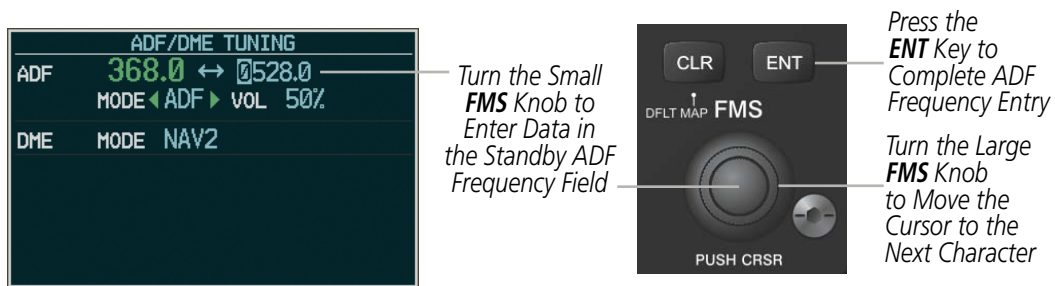 ADF/DME TUNING
ADF 368.0 ↔ 0528.0
MODE ADF VOL 50%
DME MODE NAV2
Turn the Small
FMS Knob to
Enter Data in
the Standby ADF
Frequency Field
CLR ENT
DFLT MAP FMS
PUSH CRSR
Press the
ENT Key to
Complete ADF
Frequency Entry
Turn the Large
FMS Knob
to Move the
Cursor to the
Next Character